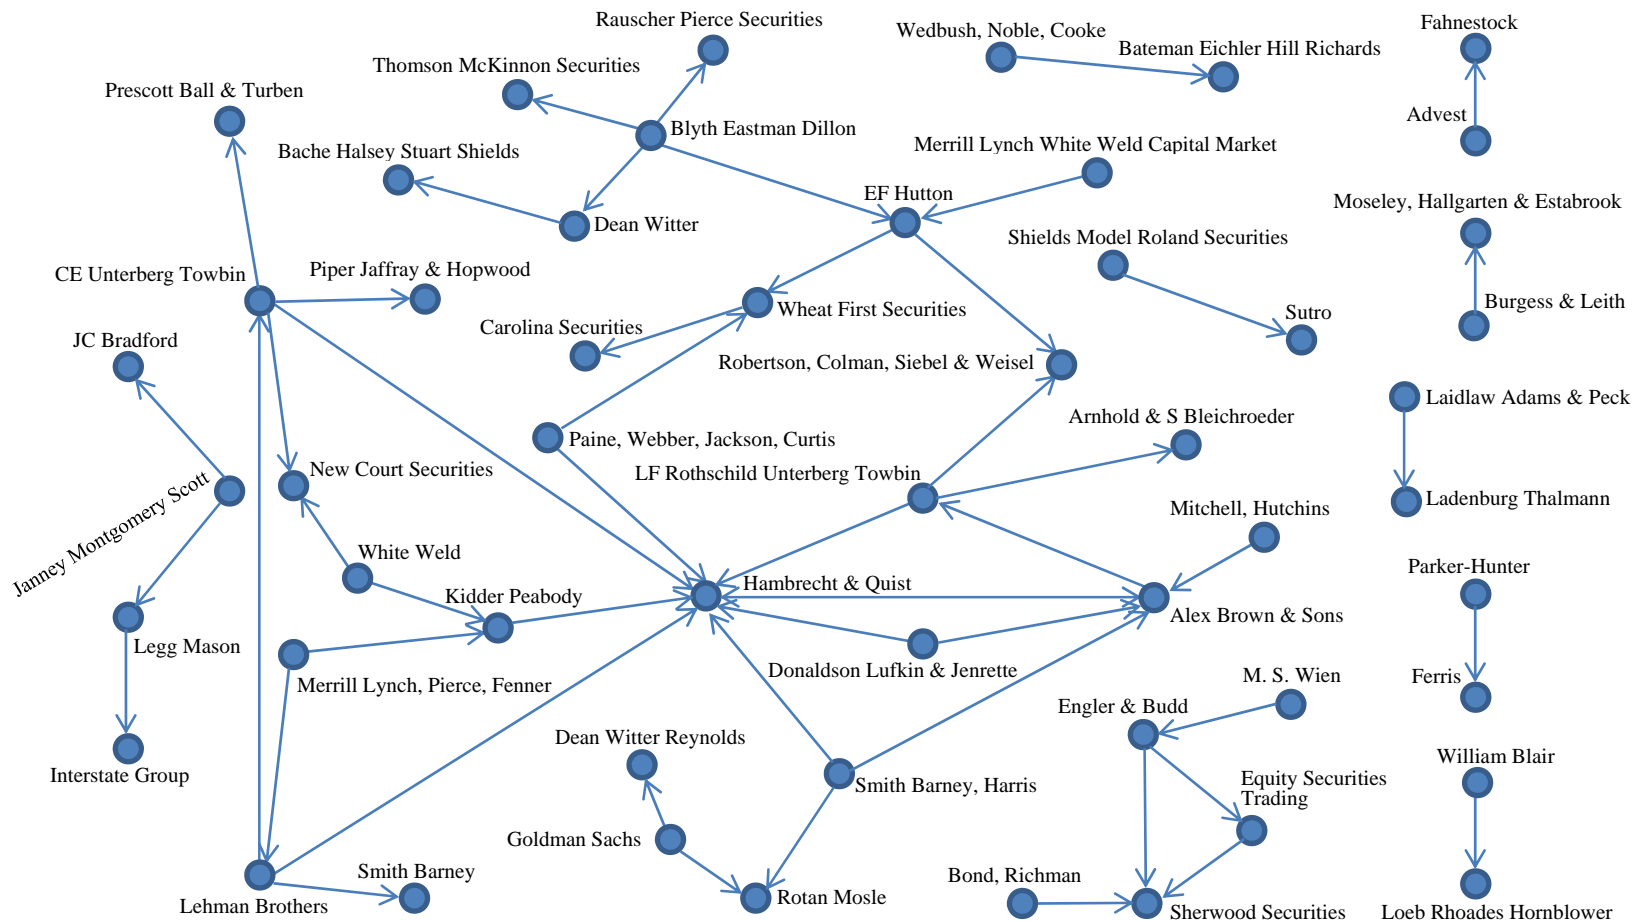 Rauscher Pierce Securities
Fahnestock
Wedbush, Noble, Cooke
Bateman Eichler Hill Richards
Thomson McKinnon Securities
Prescott Ball & Turben
Advest
Blyth Eastman Dillon
Merrill Lynch White Weld Capital Market
Bache Halsey Stuart Shields
EF Hutton
Moseley, Hallgarten & Estabrook
Dean Witter
Shields Model Roland Securities
CE Unterberg Towbin
Piper Jaffray & Hopwood
Burgess & Leith
Wheat First Securities
Sutro
Carolina Securities
JC Bradford
Robertson, Colman, Siebel & Weisel
Laidlaw Adams & Peck
Arnhold & S Bleichroeder
Paine, Webber, Jackson, Curtis
New Court Securities
LF Rothschild Unterberg Towbin
Ladenburg Thalmann
Janney Montgomery Scott
Mitchell, Hutchins
White Weld
Parker-Hunter
Hambrecht & Quist
Kidder Peabody
Alex Brown & Sons
Legg Mason
Donaldson Lufkin & Jenrette
Merrill Lynch, Pierce, Fenner
M. S. Wien
Ferris
Engler & Budd
Dean Witter Reynolds
William Blair
Interstate Group
Smith Barney, Harris
Equity Securities
Trading
Goldman Sachs
Smith Barney
Bond, Richman
Rotan Mosle
Lehman Brothers
Sherwood Securities
Loeb Rhoades Hornblower